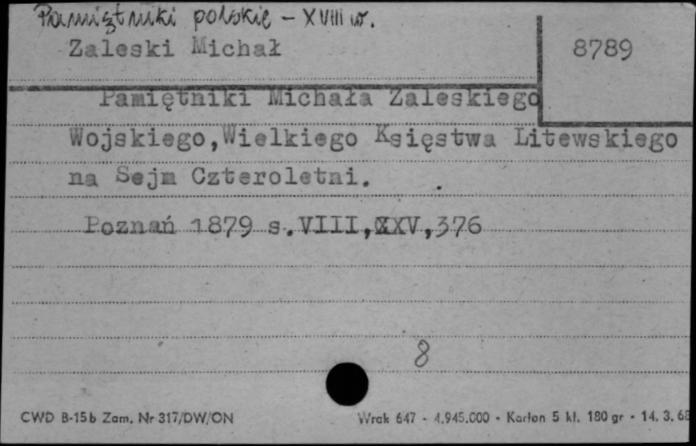 Pamiętniki polskie - XVIII w.
Zaleski Michał
8789
Pamiętniki Michała Zaleskiego
Wojskiego,Wielkiego Księstwa Litewskiego
na Sejm Czteroletni.
Poznań 1879 s.VIII,XXV,376
8
CWD B-15b Zam. Nr 317/DW/ON
Wrak 647 - 4.945.000 - Karton 5 kl. 180 gr - 14. 3. 68